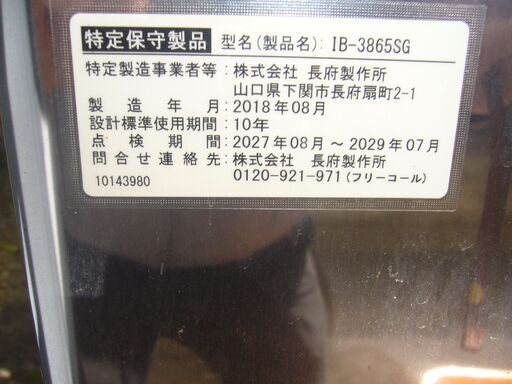 特定保守製品 型名(製品名): IB-3865SG
特定製造事業者等: 株式会社 長府製作所
山口県下関市長府扇町2-1
製造年月: 2018年08月
設計標準使用期間: 10年
点検期間: 2027年08月 ~ 2029年07月
問合せ連絡先: 株式会社 長府製作所
10143980 0120-921-971(フリーコール)